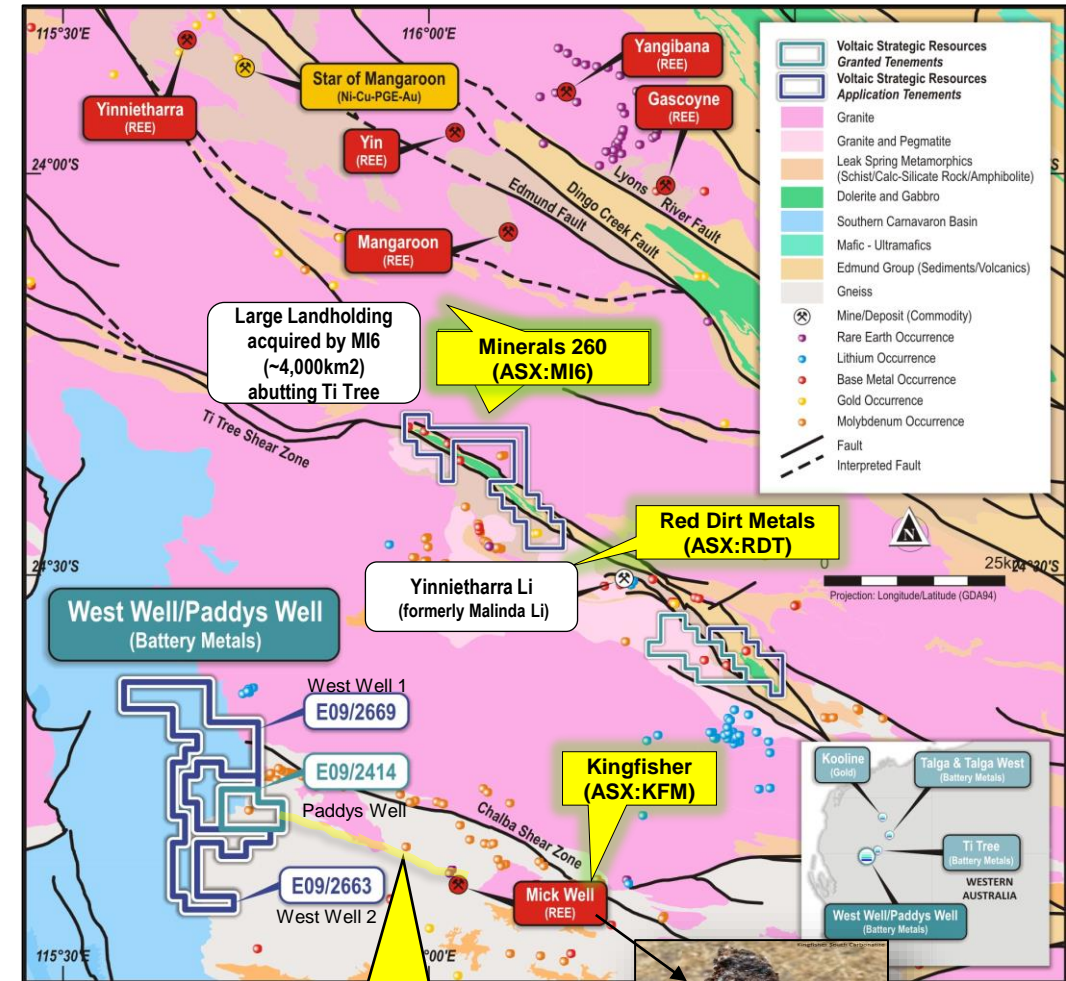 115°30'E
116°00'E
Yinnietharra
(REE)
Star of Mangaroon
(Ni-Cu-PGE-Au)
Yangibana
(REE)
Gascoyne
(REE)
Yin
(REE)
24°00'S
Mangaroon
(REE)
Edmund Fault
Dingo Creek Fault
Lyons River Fault
Voltaic Strategic Resources
Granted Tenements
Voltaic Strategic Resources
Application Tenements
Granite
Granite and Pegmatite
Leak Spring Metamorphics
(Schist/Calc-Silicate Rock/Amphibolite)
Dolerite and Gabbro
Southern Carnavaron Basin
Mafic - Ultramafics
Edmund Group (Sediments/Volcanics)
Gneiss
Mine/Deposit (Commodity)
Rare Earth Occurrence
Lithium Occurrence
Base Metal Occurrence
Gold Occurrence
Molybdenum Occurrence
Fault
Interpreted Fault
Large Landholding
acquired by MI6
(~4,000km2)
abutting Ti Tree
Minerals 260
(ASX:MI6)
Ti Tree Shear Zone
Red Dirt Metals
(ASX:RDT)
N
0
25k
24°30'S
Projection: Longitude/Latitude (GDA94)
24°30'S
Yinnietharra Li
(formerly Malinda Li)
West Well/Paddys Well
(Battery Metals)
West Well 1
E09/2669
E09/2414
Paddys Well
E09/2663
West Well 2
Kingfisher
(ASX:KFM)
Chalba Shear Zone
Mick Well
(REE)
Kooline
(Gold)
Talga & Talga West
(Battery Metals)
Ti Tree
(Battery Metals)
WESTERN
AUSTRALIA
West Well/Paddys Well
(Battery Metals)
115°30'E
00'E
Kingfisher South Carbonatite